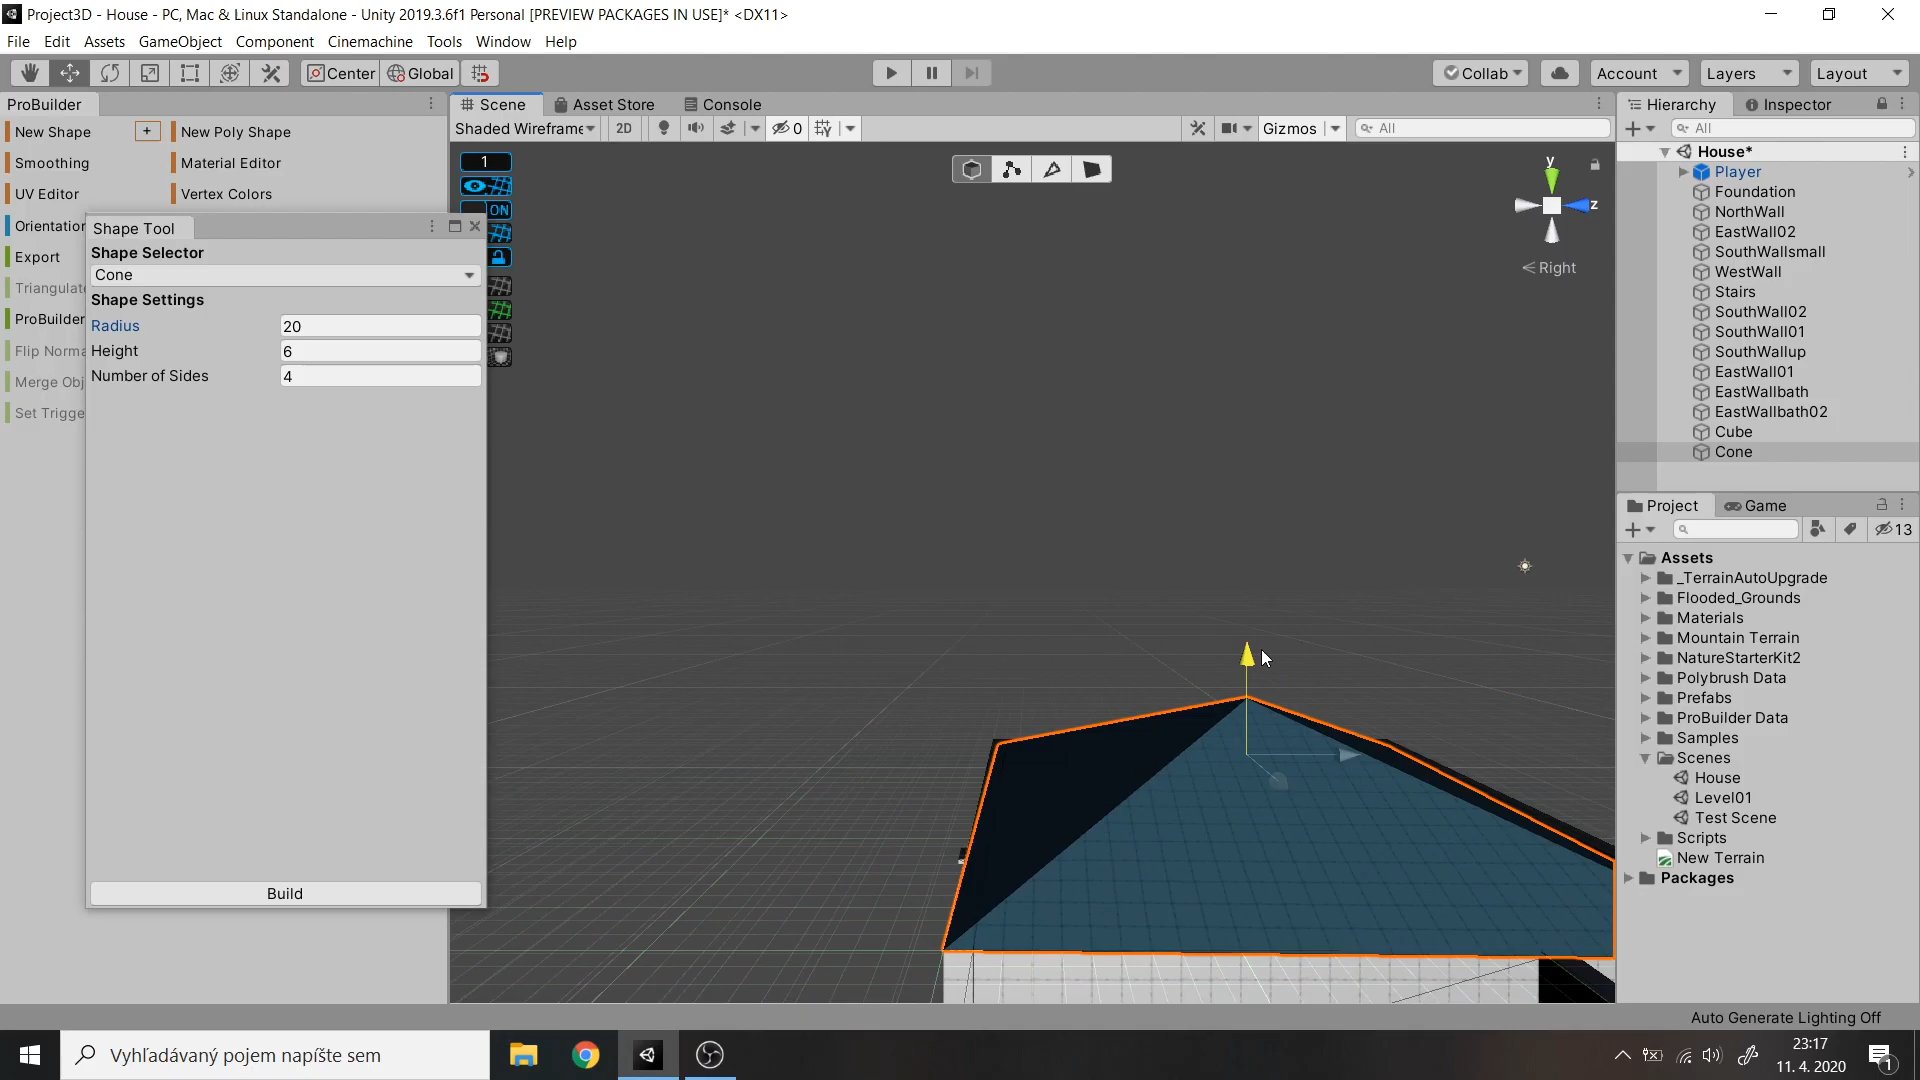 Project3D - House - PC, Mac & Linux Standalone - Unity 2019.3.6f1 Personal [PREVIEW PACKAGES IN USE]* <DX11>
File Edit Assets GameObject Component Cinemachine Tools Window Help
Center Global Collab Account Layers Layout
ProBuilder
New Shape + New Poly Shape
Smoothing Material Editor
UV Editor Vertex Colors
Orientation
Export
Triangulat
ProBuilder
Flip Norma
Merge Obj
Set Trigge
Shape Tool
Shape Selector
Cone
Shape Settings
Radius 20
Height 6
Number of Sides 4
Build
Scene Asset Store Console
Shaded Wireframe 2D 0 Gizmos All
1
ON
y
z
Right
Hierarchy Inspector
All
House*
Player
Foundation
NorthWall
EastWall02
SouthWallsmall
WestWall
Stairs
SouthWall02
SouthWall01
SouthWallup
EastWall01
EastWallbath
EastWallbath02
Cube
Cone
Project Game
13
Assets
_TerrainAutoUpgrade
Flooded_Grounds
Materials
Mountain Terrain
NatureStarterKit2
Polybrush Data
Prefabs
ProBuilder Data
Samples
Scenes
House
Level01
Test Scene
Scripts
New Terrain
Packages
Auto Generate Lighting Off
Vyhľadávaný pojem napíšte sem
23:17
11. 4. 2020
1